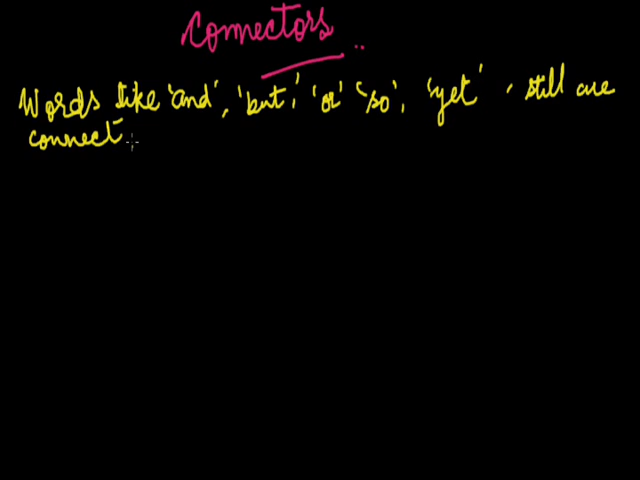 Connectors
Words like 'and', 'but', 'or' 'so', 'yet' , still are
connect